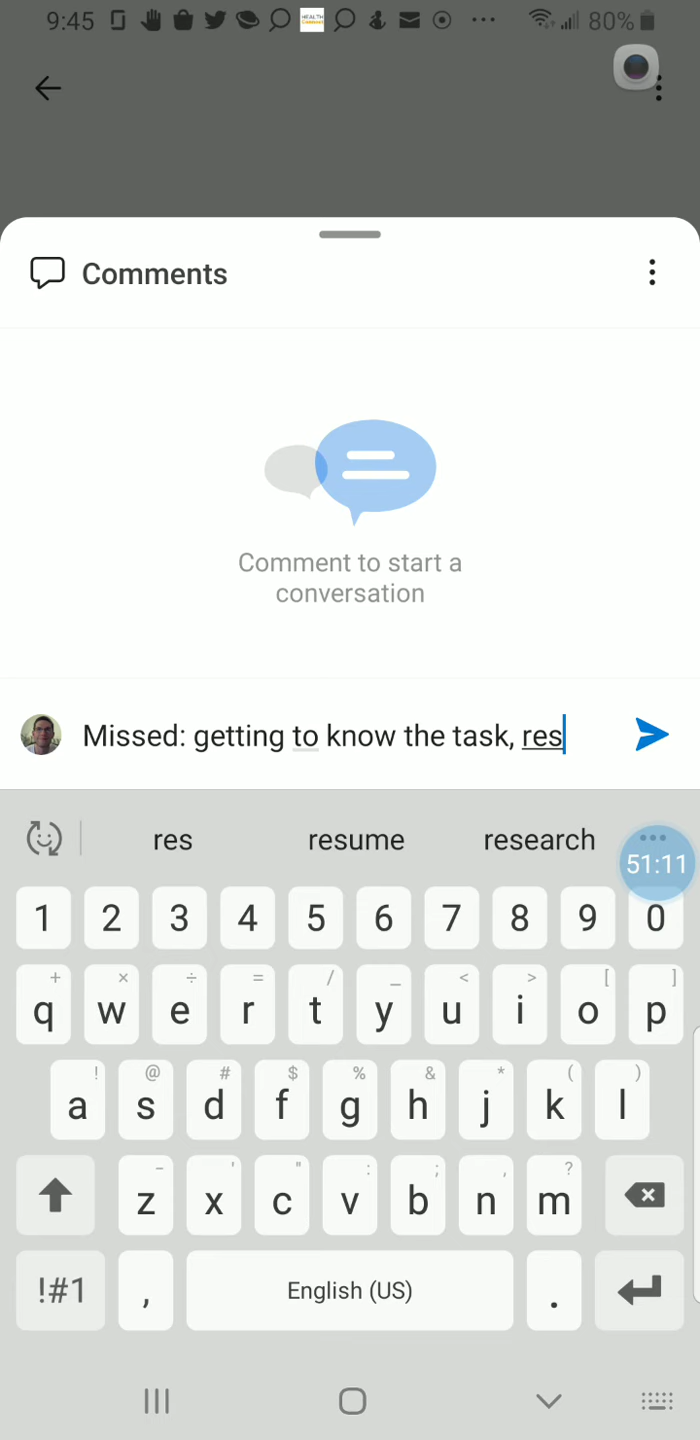 9:45 80%
Comments
Comment to start a
conversation
Missed: getting to know the task, res
res resume research
51:11
1 2 3 4 5 6 7 8 9 0
+ × ÷ = / _ < > [ ]
q w e r t y u i o p
! @ # $ % & * ( )
a s d f g h j k l
- ' " : ; , ?
z x c v b n m
!#1 , English (US) .